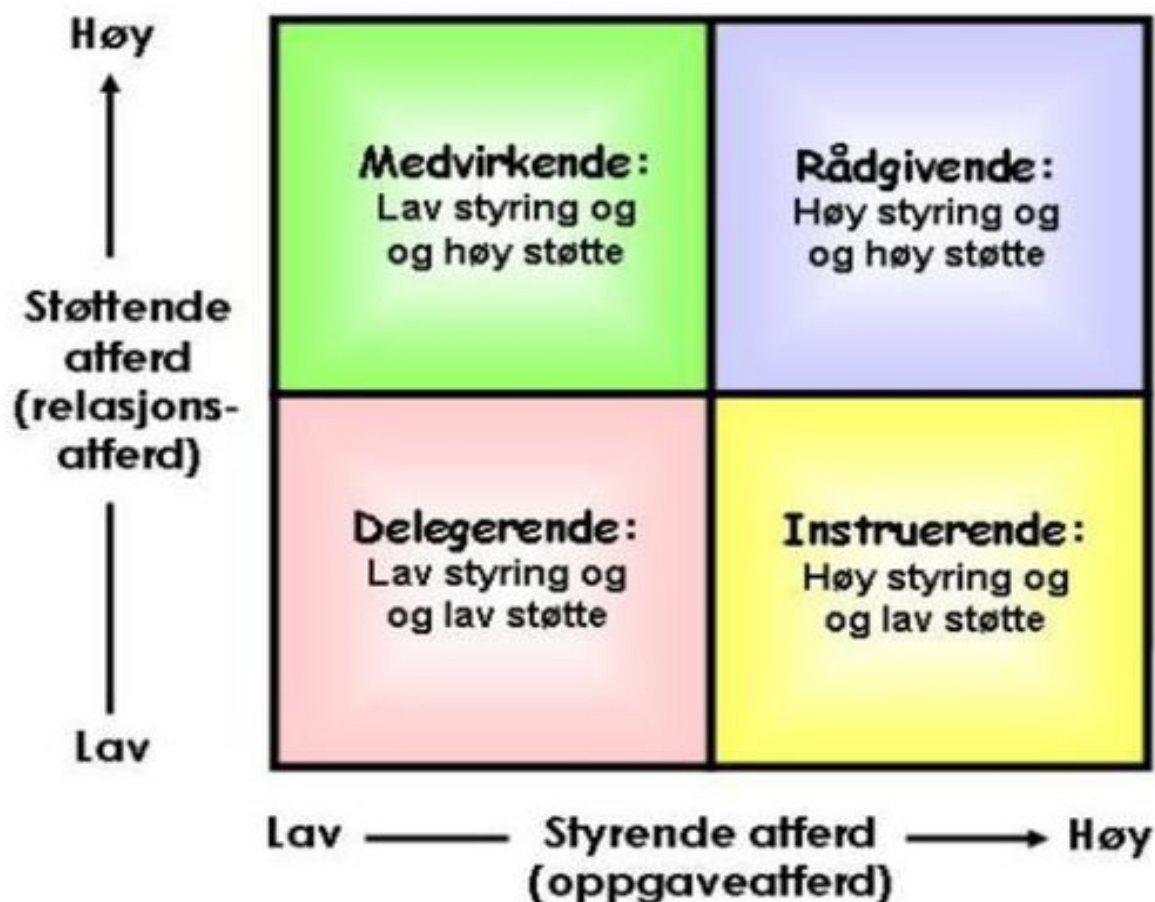 Høy
Støttende
atferd
(relasjons-
atferd)
Lav
Medvirkende:
Lav styring og
og høy støtte
Rådgivende:
Høy styring og
og høy støtte
Delegerende:
Lav styring og
og lav støtte
Instruerende:
Høy styring og
og lav støtte
Lav
Styrende atferd
(oppgaveatferd)
Høy